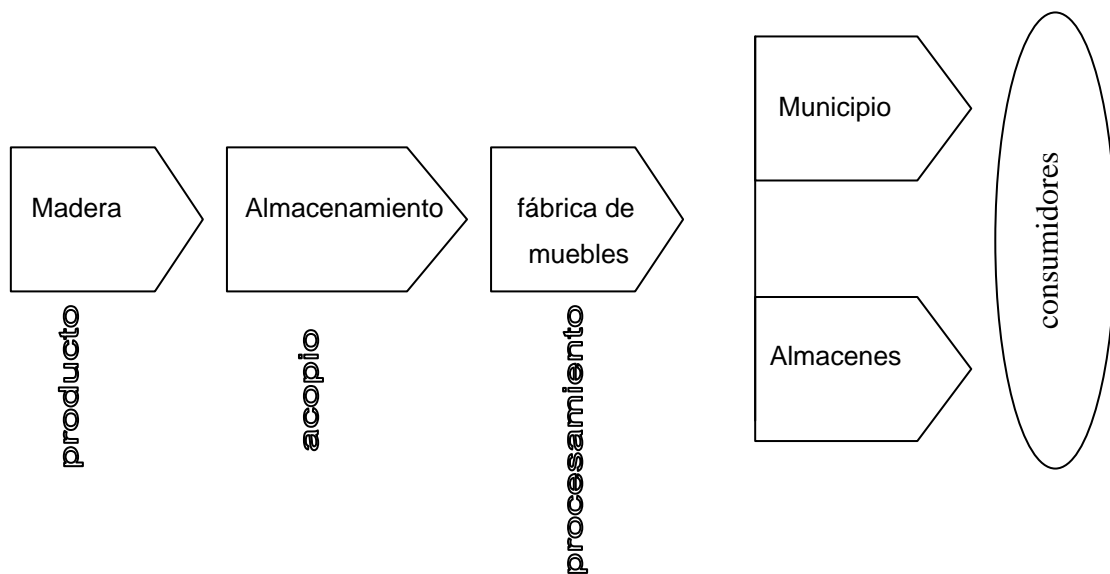 Municipio
Madera
Almacenamiento
fábrica de
muebles
Almacenes
consumidores
producto
acopio
procesamiento